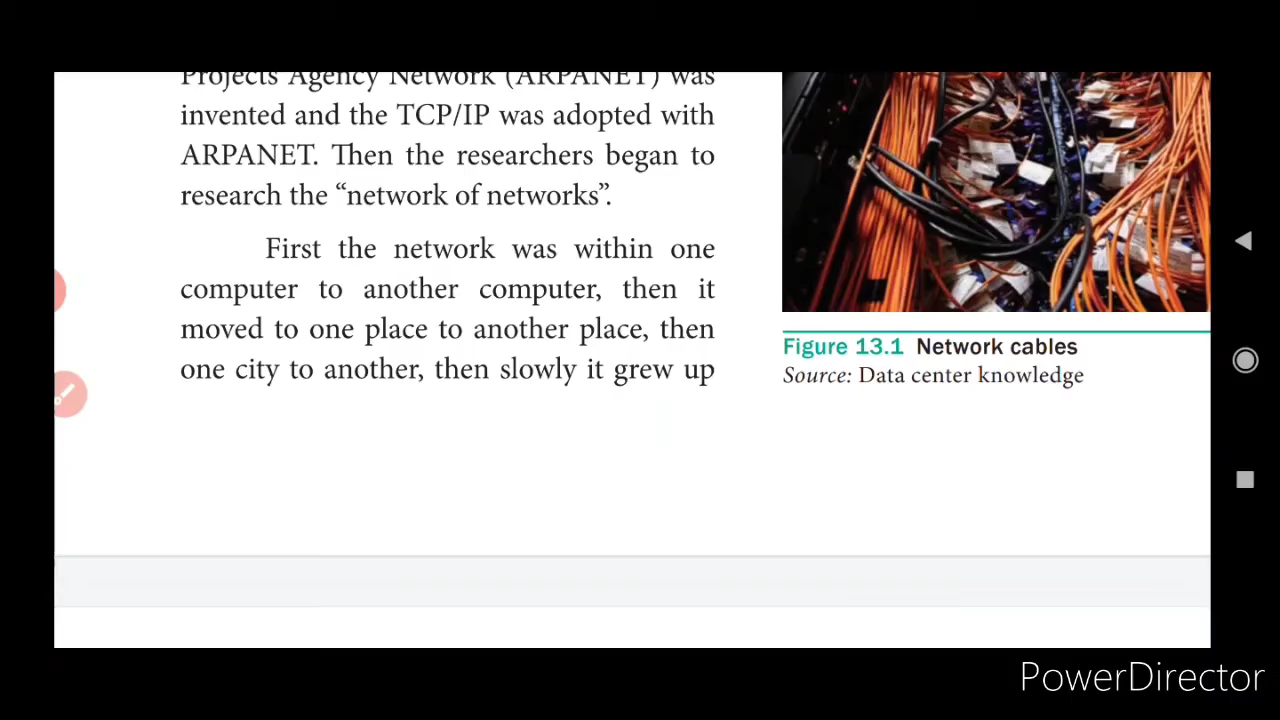 Projects Agency Network (ARPANET) was
invented and the TCP/IP was adopted with
ARPANET. Then the researchers began to
research the “network of networks”.
First the network was within one
computer to another computer, then it
moved to one place to another place, then
one city to another, then slowly it grew up
Figure 13.1 Network cables
Source: Data center knowledge
PowerDirector